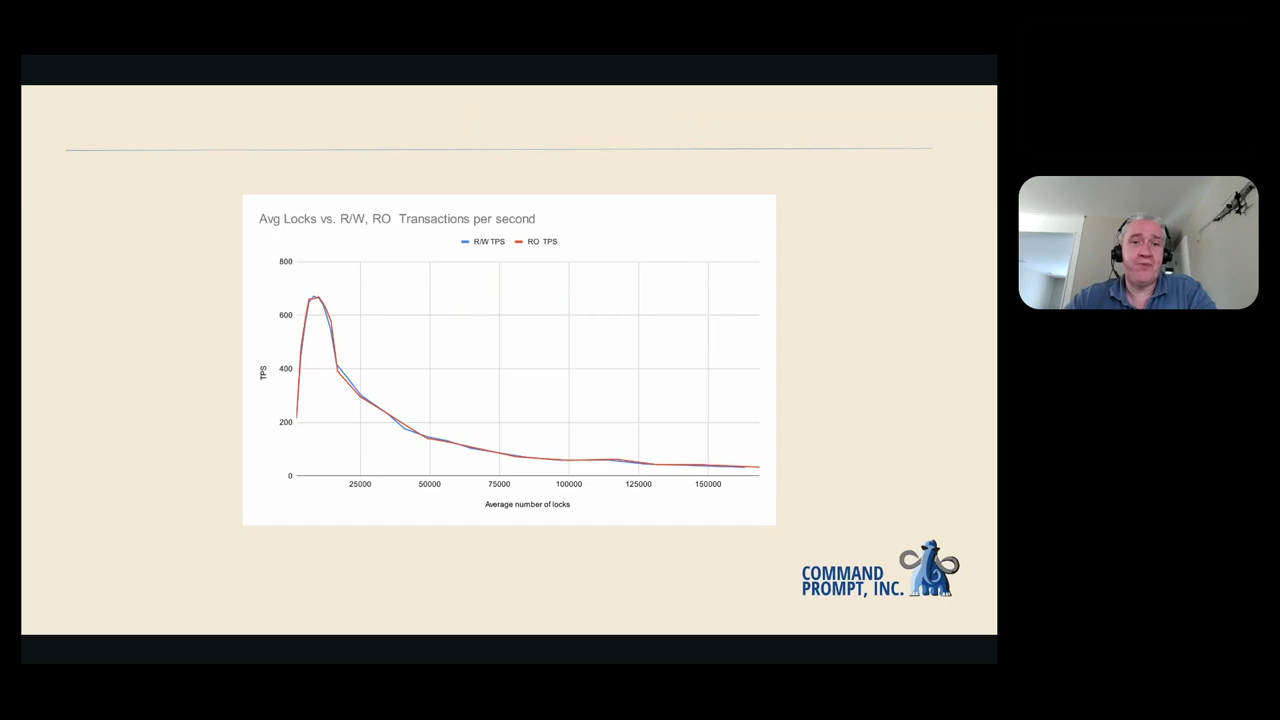 Avg Locks vs. R/W, RO Transactions per second
R/W TPS RO TPS
800
600
400
200
0
TPS
25000 50000 75000 100000 125000 150000
Average number of locks
COMMAND
PROMPT, INC.